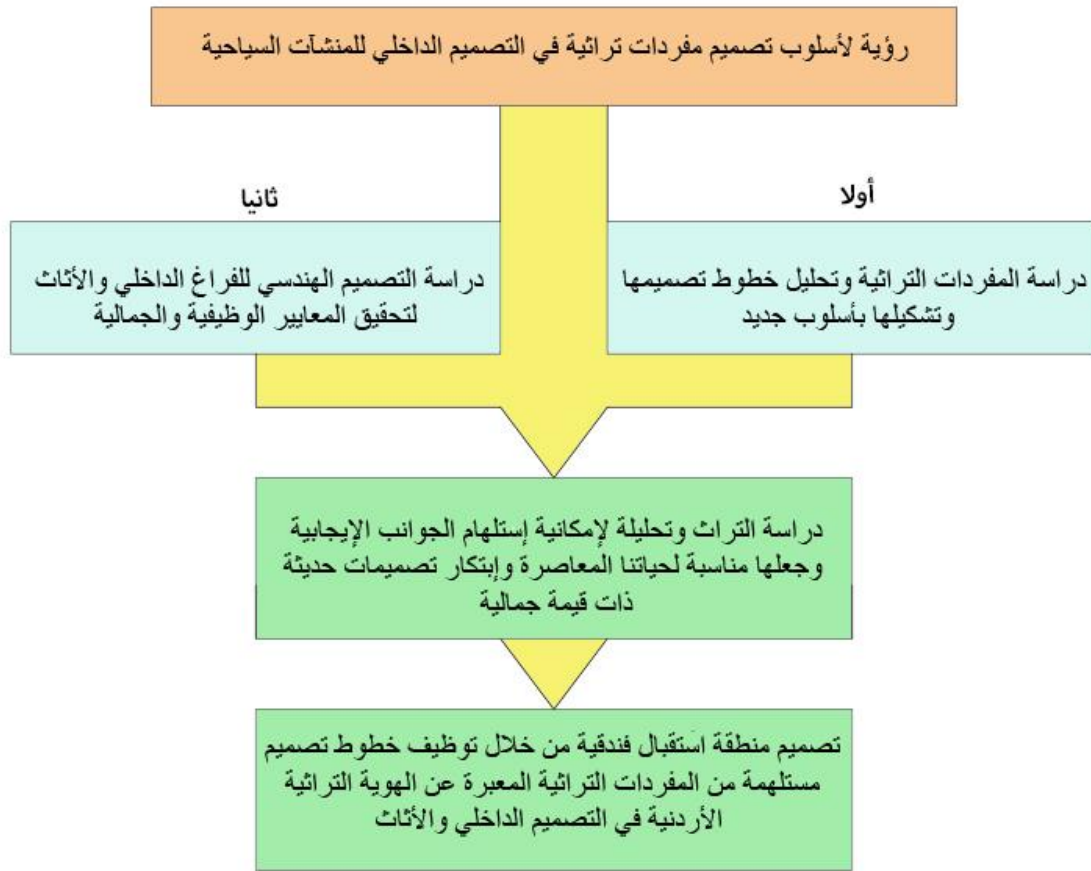 رؤية لأسلوب تصميم مفردات تراثية في التصميم الداخلي للمنشآت السياحية
أولا
دراسة المفردات التراثية وتحليل خطوط تصميمها
وتشكيلها بأسلوب جديد
ثانيا
دراسة التصميم الهندسي للفراغ الداخلي والأثاث
لتحقيق المعايير الوظيفية والجمالية
دراسة التراث وتحليلة لإمكانية إستلهام الجوانب الإيجابية
وجعلها مناسبة لحياتنا المعاصرة وإبتكار تصميمات حديثة
ذات قيمة جمالية
تصميم منطقة استقبال فندقية من خلال توظيف خطوط تصميم
مستلهمة من المفردات التراثية المعبرة عن الهوية التراثية
الأردنية في التصميم الداخلي والأثاث